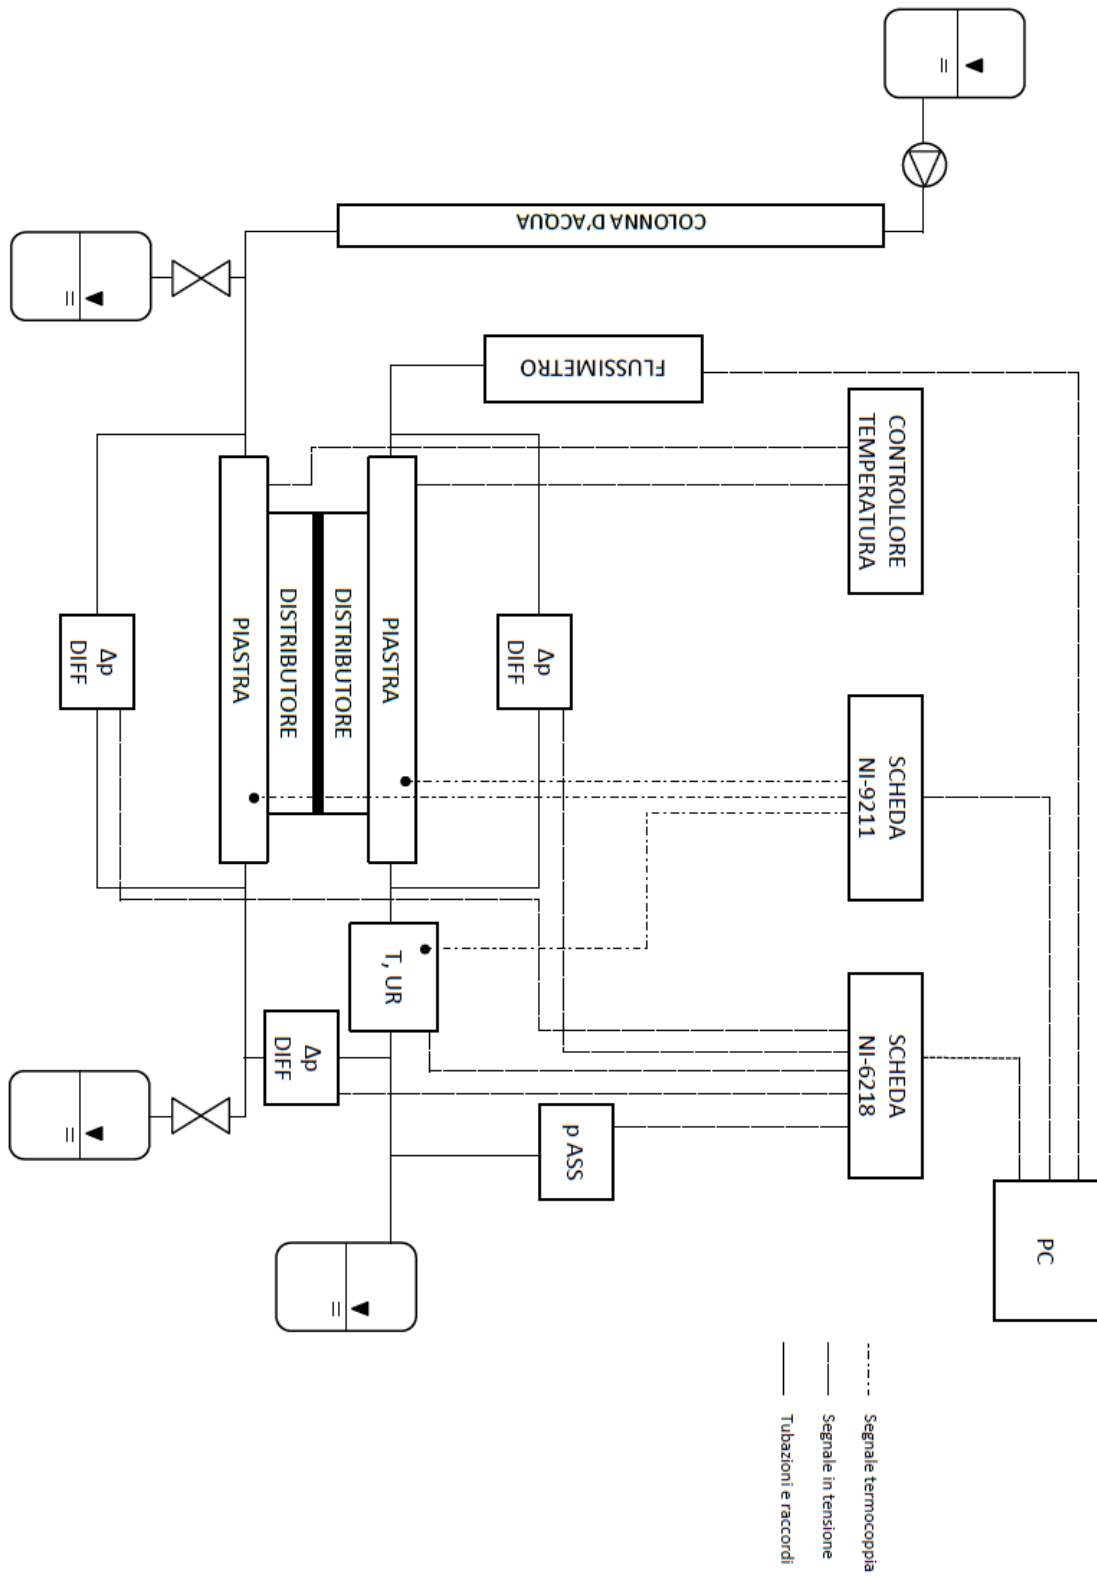 COLONNA D'ACQUA
FLUSSIMETRO
CONTROLLORE
TEMPERATURA
PIASTRA
DISTRIBUTORE
DISTRIBUTORE
PIASTRA
Δp
DIFF
Δp
DIFF
SCHEDA
NI-9211
T, UR
Δp
DIFF
p ASS
SCHEDA
NI-6218
PC
Segnale termocoppia
Segnale in tensione
Tubazioni e raccordi